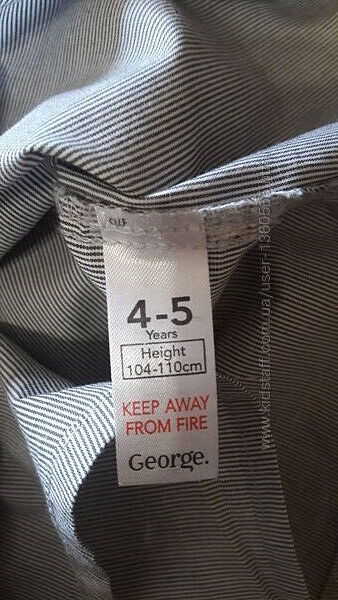 4-5
Years
Height
104-110cm
KEEP AWAY
FROM FIRE
George.